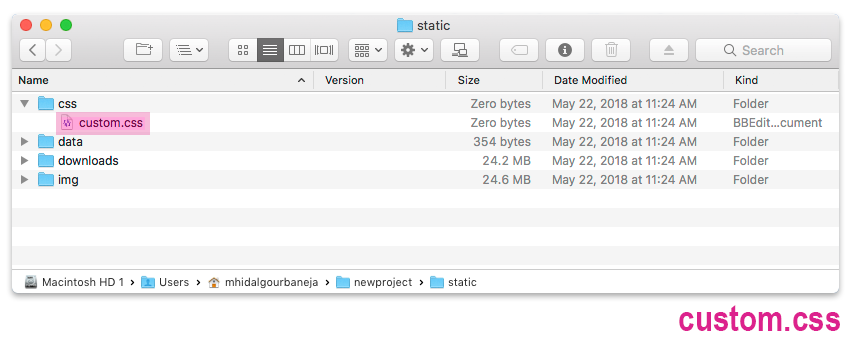 static
Search
Name Version Size Date Modified Kind
css Zero bytes May 22, 2018 at 11:24 AM Folder
custom.css Zero bytes May 22, 2018 at 11:24 AM BBEdit...cument
data 354 bytes May 22, 2018 at 11:24 AM Folder
downloads 24.2 MB May 22, 2018 at 11:24 AM Folder
img 24.6 MB May 22, 2018 at 11:24 AM Folder
Macintosh HD 1 › Users › mhidalgourbaneja › newproject › static
custom.css